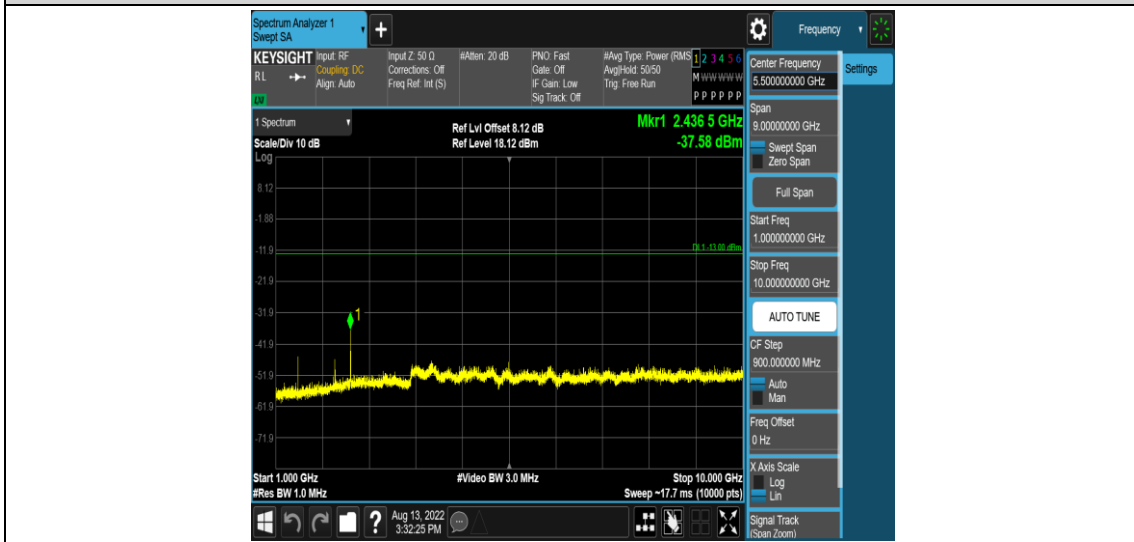 Spectrum Analyzer 1
Swept SA
+
Frequency
KEYSIGHT
RL
Input: RF
Coupling: DC
Align: Auto
Input Z: 50 Ω
Corrections: Off
Freq Ref: Int (S)
#Atten: 20 dB
PNO: Fast
Gate: Off
IF Gain: Low
Sig Track: Off
#Avg Type: Power (RMS
Avg|Hold: 50/50
Trig: Free Run
1 2 3 4 5 6
M W W W W W
P P P P P P
1 Spectrum
Scale/Div 10 dB
Log
Ref Lvl Offset 8.12 dB
Ref Level 18.12 dBm
Mkr1 2.436 5 GHz
-37.58 dBm
8.12
-1.88
-11.9
-21.9
-31.9
-41.9
-51.9
-61.9
-71.9
DL1 -13.00 dBm
1
Start 1.000 GHz
#Res BW 1.0 MHz
#Video BW 3.0 MHz
Stop 10.000 GHz
Sweep ~17.7 ms (10000 pts)
?
Aug 13, 2022
3:32:25 PM
Center Frequency
5.500000000 GHz
Settings
Span
9.00000000 GHz
Swept Span
Zero Span
Full Span
Start Freq
1.000000000 GHz
Stop Freq
10.000000000 GHz
AUTO TUNE
CF Step
900.000000 MHz
Auto
Man
Freq Offset
0 Hz
X Axis Scale
Log
Lin
Signal Track
(Span Zoom)